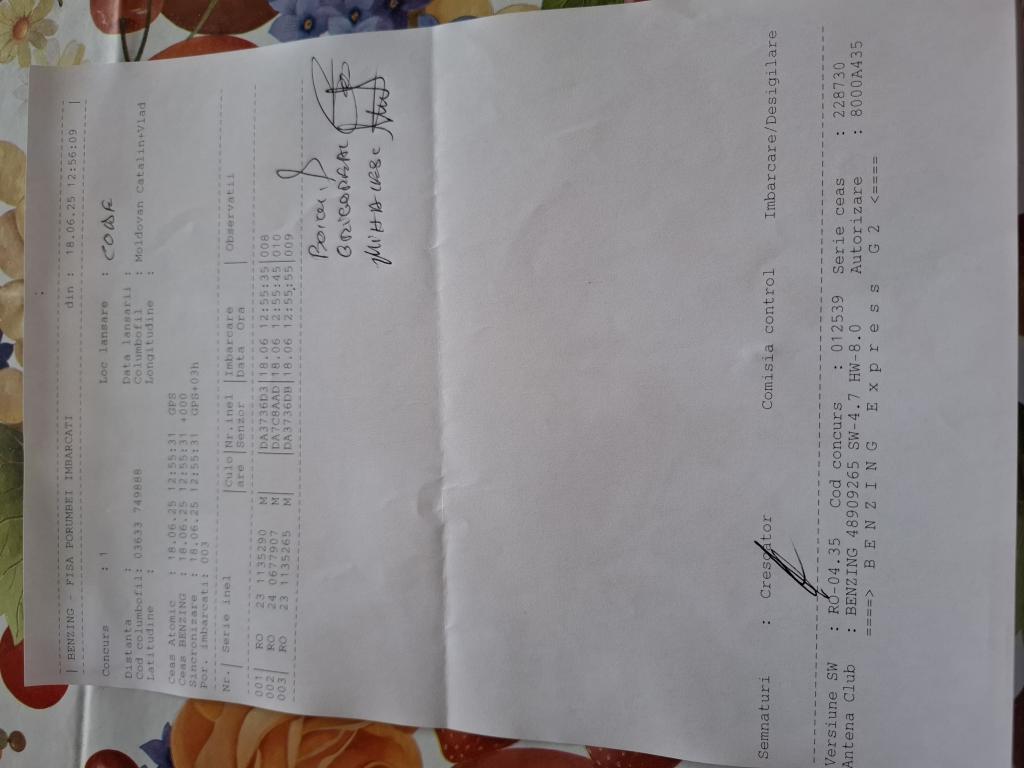 | BENZING - FISA PORUMBEI IMBARCATI din : 18.06.25 12:56:09 |
Concurs : 1 Loc lansare :
Distanta : Data lansarii :
Cod columbofil: 03633 749888 Columbofil : Moldovan Catalin+Vlad
Latitudine : Longitudine :
Ceas Atomic : 18.06.25 12:55:31 GPS
Ceas BENZING : 18.06.25 12:55:31 +000
Sincronizare : 18.06.25 12:55:31 GPS+03h
Por. imbarcati: 003
Nr.| Serie inel |Culo|Nr.inel |Imbarcare | Observatii
|are |Senzor |Data Ora |
001| RO 23 1135290 M| |DA3736D3|18.06 12:55:35|008
002| RO 24 0677907 M| |DA7C8AAD|18.06 12:55:45|010
003| RO 23 1135265 M| |DA3736DB|18.06 12:55:55|009
Semnaturi : Crescator Comisia control Imbarcare/Desigilare
Versiune SW : RO-04.35 Cod concurs : 012539 Serie ceas : 228730
Antena Club : BENZING 48909265 SW-4.7 HW-8.0 Autorizare : 8000A435
====> B E N Z I N G E x p r e s s G 2 <====